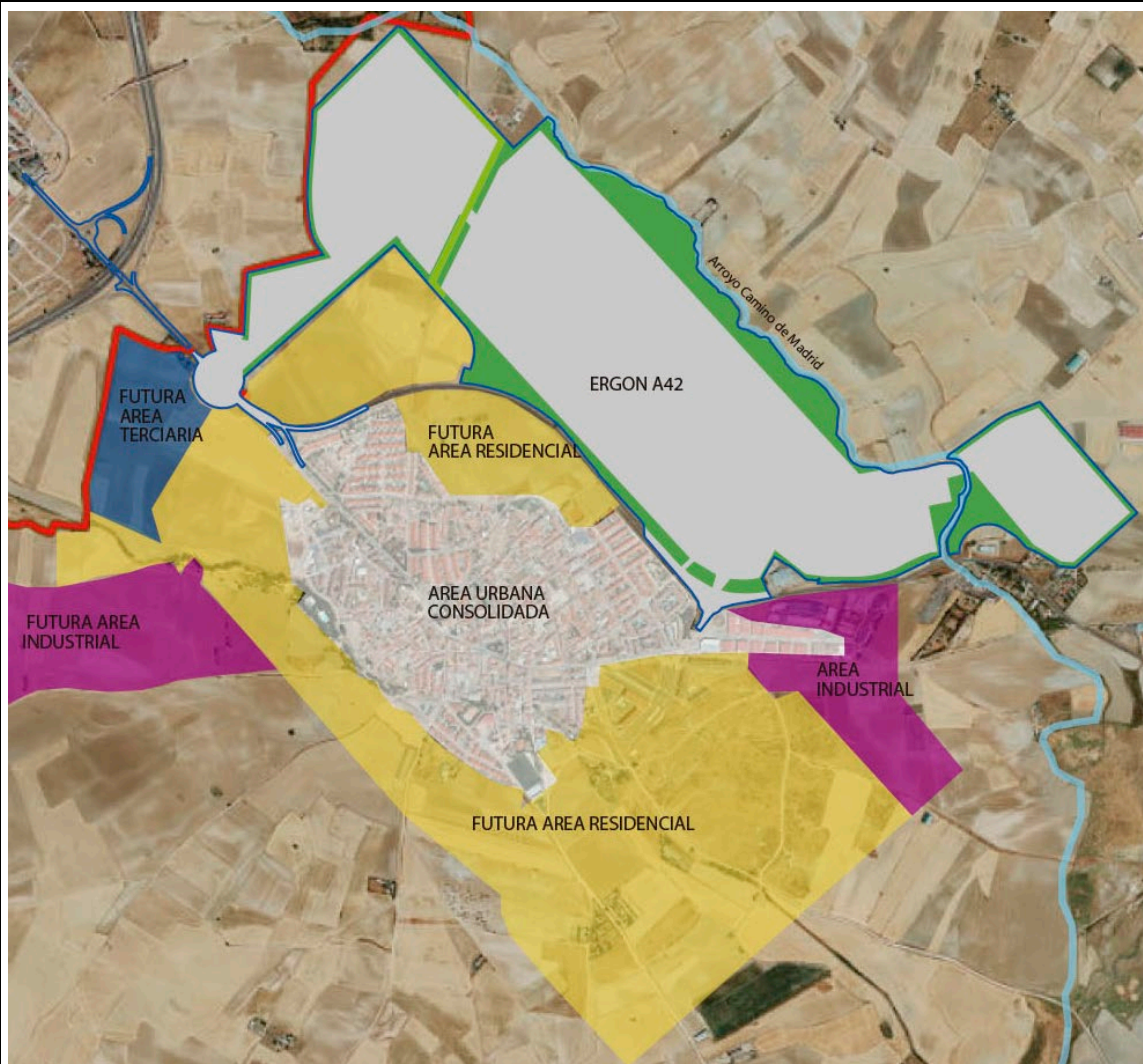 Arroyo Camino de Madrid
ERGON A42
FUTURA
AREA
TERCIARIA
FUTURA
AREA RESIDENCIAL
AREA URBANA
CONSOLIDADA
FUTURA AREA
INDUSTRIAL
AREA
INDUSTRIAL
FUTURA AREA RESIDENCIAL